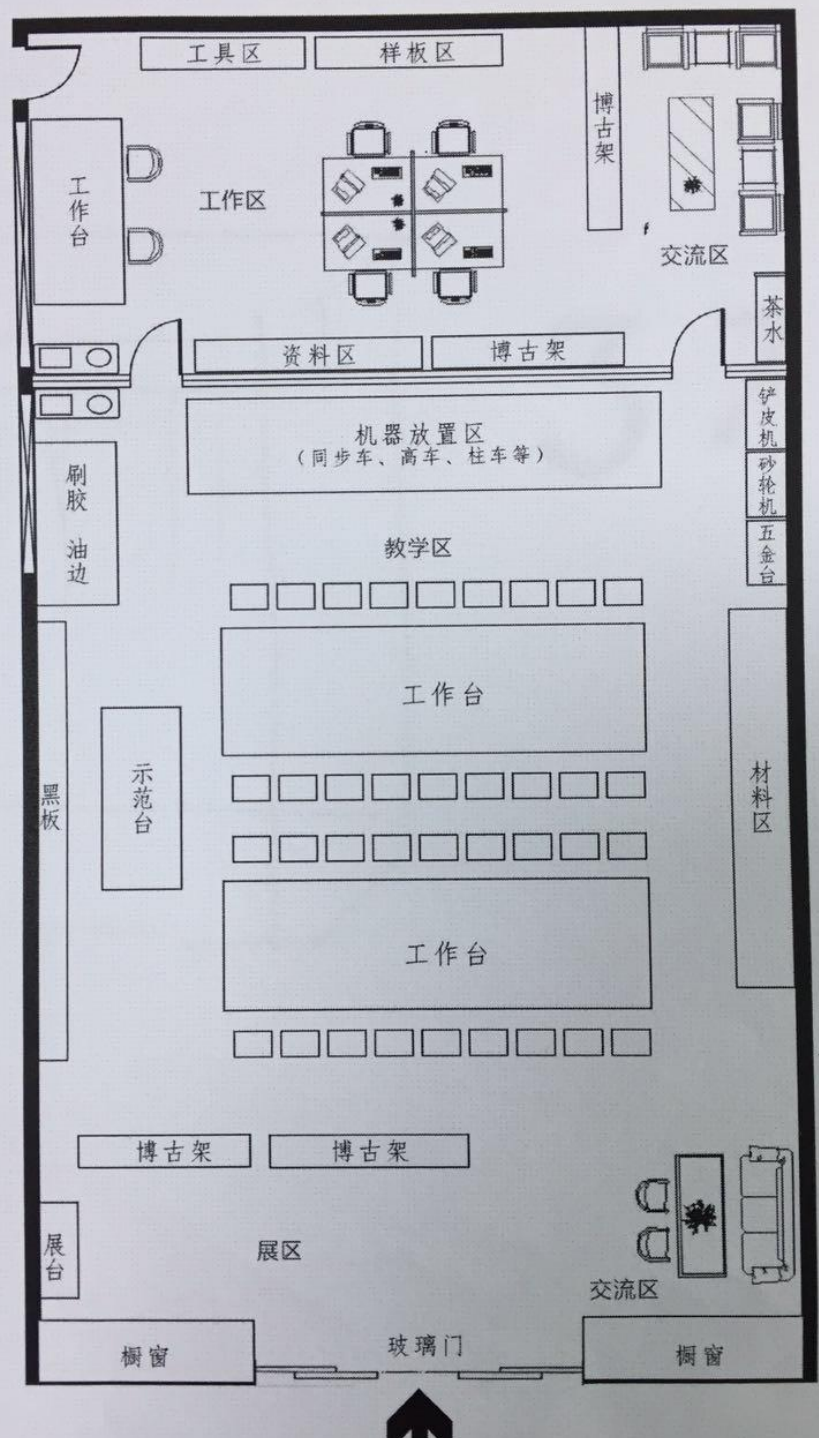 工具区
样板区
博古架
工作台
工作区
交流区
茶水
资料区
博古架
机器放置区
（同步车、高车、柱车等）
铲皮机
砂轮机
五金台
刷胶 油边
教学区
工作台
黑板
示范台
材料区
工作台
博古架
博古架
展台
展区
交流区
橱窗
玻璃门
橱窗